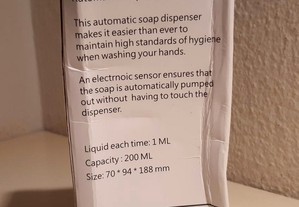 This automatic soap dispenser
makes it easier than ever to
maintain high standards of hygiene
when washing your hands.
An electrnoic sensor ensures that
the soap is automatically pumped
out without having to touch the
dispenser.
Liquid each time: 1 ML
Capacity : 200 ML
Size: 70 * 94 * 188 mm